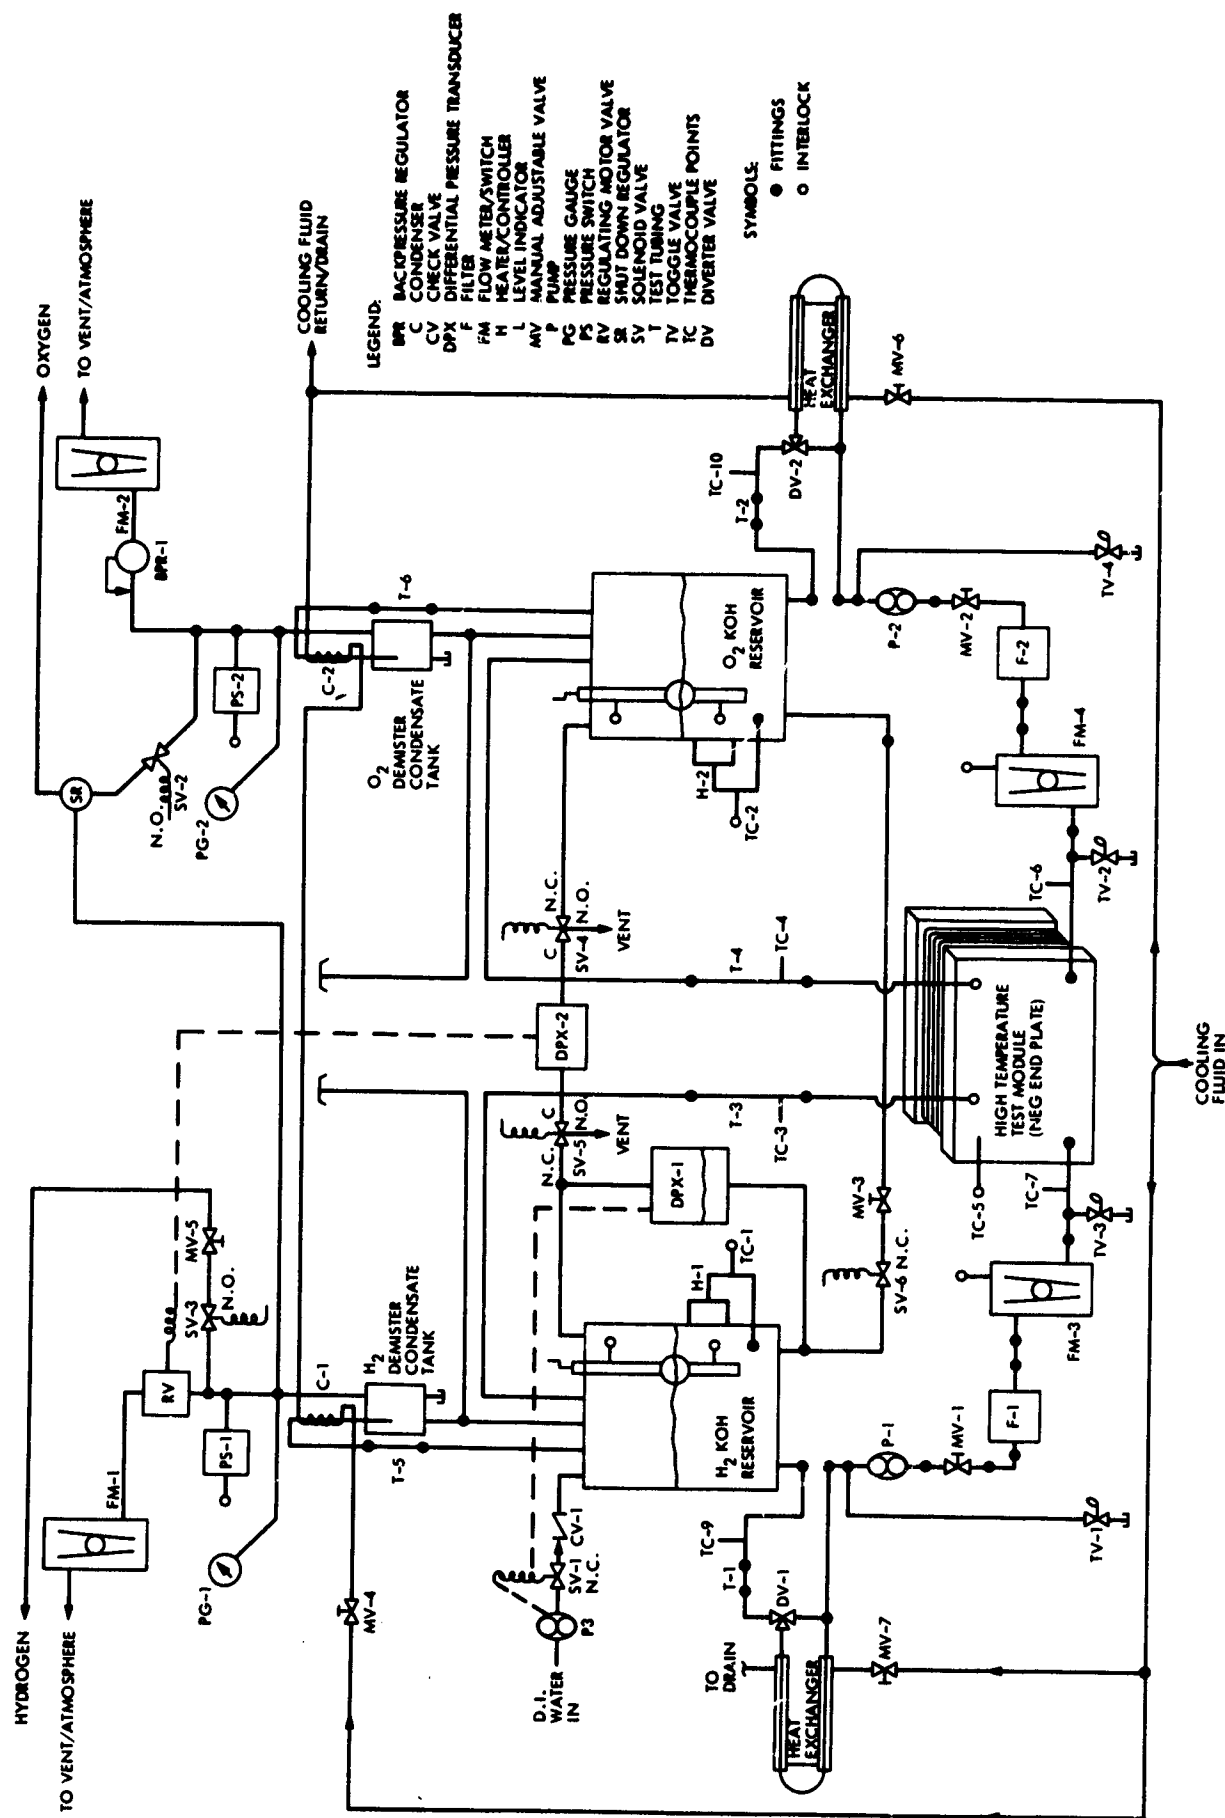 OXYGEN
TO VENT/ATMOSPHERE
FM-2
BPR-1
COOLING FLUID
RETURN/DRAIN
LEGEND:
BPR BACKPRESSURE REGULATOR
C CONDENSER
CV CHECK VALVE
DPX DIFFERENTIAL PRESSURE TRANSDUCER
F FILTER
FM FLOW METER/SWITCH
H HEATER/CONTROLLER
L LEVEL INDICATOR
MV MANUAL ADJUSTABLE VALVE
P PUMP
PG PRESSURE GAUGE
PS PRESSURE SWITCH
RV REGULATING MOTOR VALVE
SR SHUT DOWN REGULATOR
SV SOLENOID VALVE
T TEST TUBING
TV TOGGLE VALVE
TC THERMOCOUPLE POINTS
DV DIVERTER VALVE
SYMBOLS:
● FITTINGS
○ INTERLOCK
SR
N.O.
SV-2
PS-2
PG-2
C-2
T-6
O2
DEMISTER
CONDENSATE
TANK
O2 KOH
RESERVOIR
H-2
TC-2
TC-10
T-2
DV-2
HEAT
EXCHANGER
MV-6
P-2
MV-2
TV-4
F-2
FM-4
TV-2
TC-6
N.C.
N.O.
C
SV-4
VENT
DPX-2
T-4
TC-4
C
N.O.
N.C.
SV-5
VENT
T-3
TC-3
DPX-1
MV-3
SV-6 N.C.
HIGH TEMPERATURE
TEST MODULE
(NEG END PLATE)
TC-5
TC-7
TV-3
FM-3
COOLING
FLUID IN
HYDROGEN
TO VENT/ATMOSPHERE
MV-5
SV-3
N.O.
RV
FM-1
PS-1
PG-1
C-1
T-5
H2
DEMISTER
CONDENSATE
TANK
MV-4
H2 KOH
RESERVOIR
H-1
TC-1
CV-1
SV-1
N.C.
P3
D.I.
WATER
IN
TC-9
T-1
DV-1
TO
DRAIN
HEAT
EXCHANGER
MV-7
P-1
MV-1
F-1
TV-1